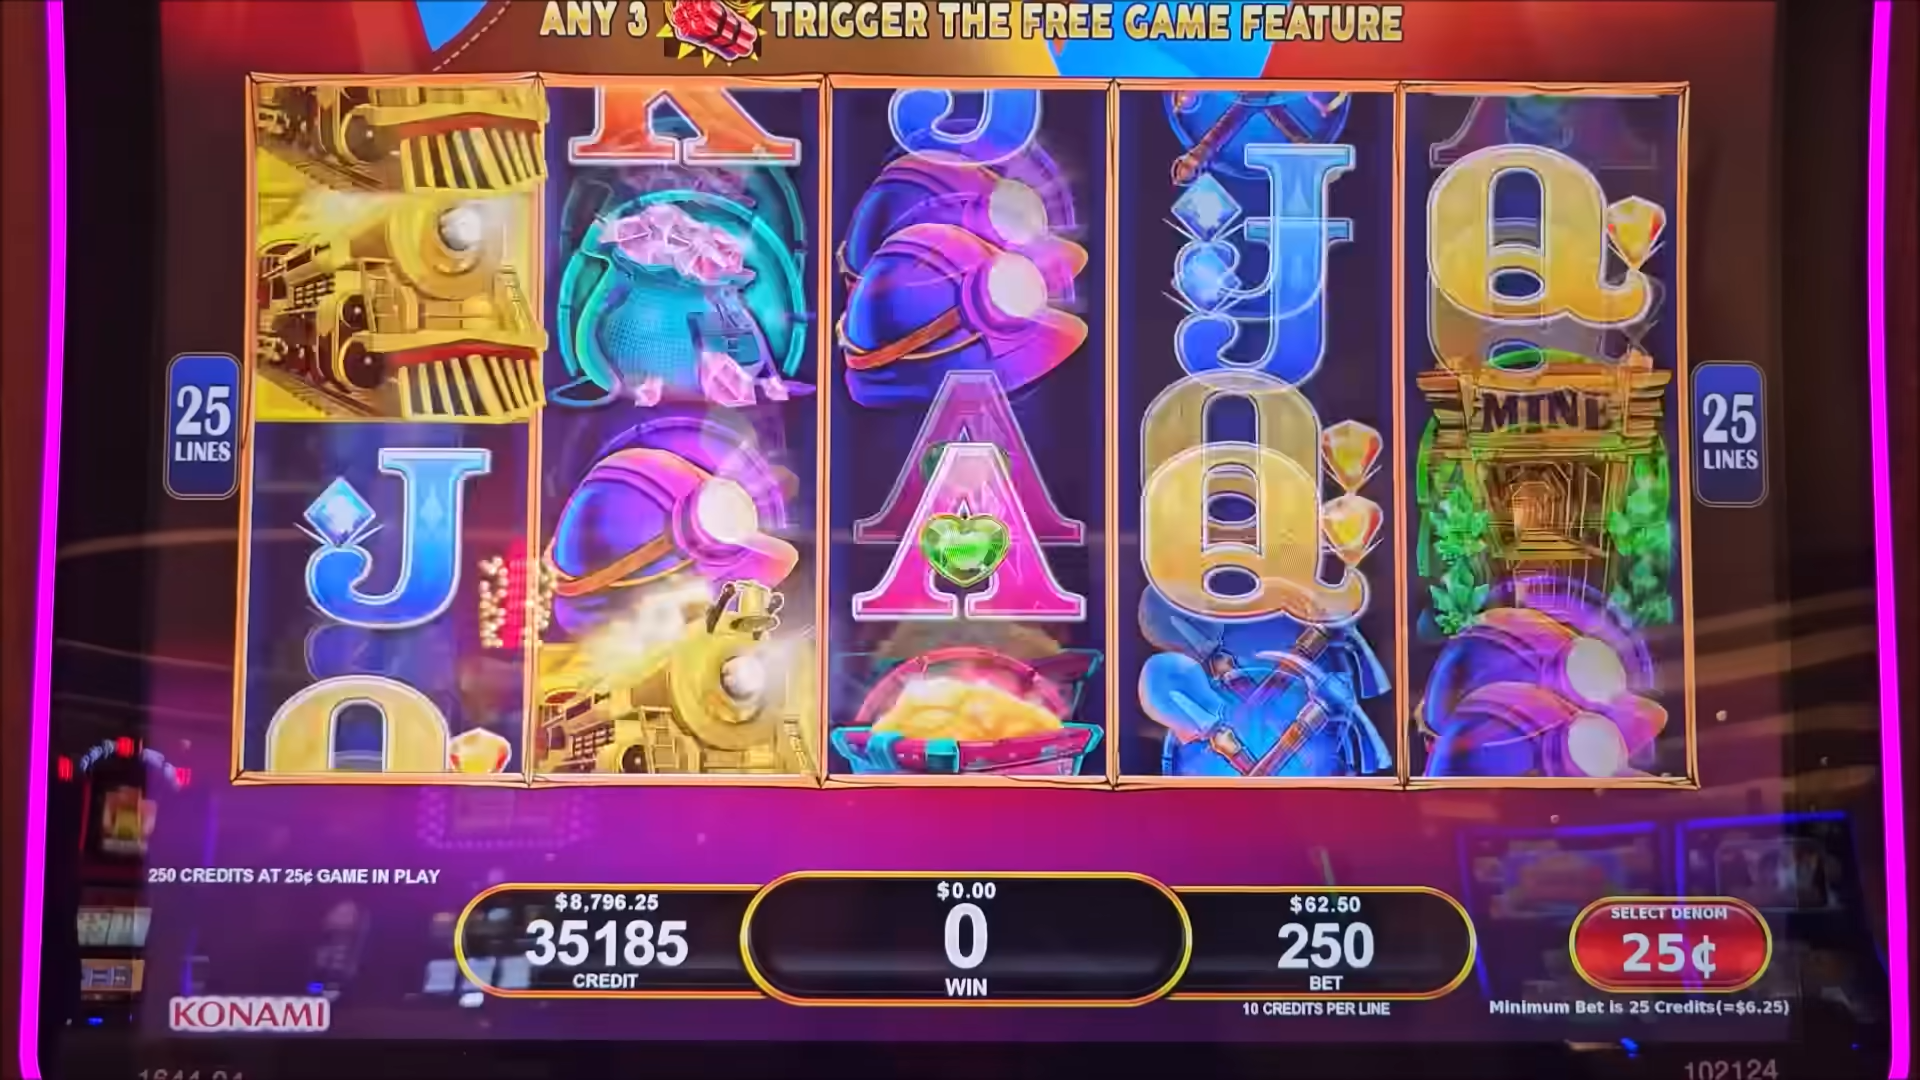 ANY 3 TRIGGER THE FREE GAME FEATURE
K J
J Q
25 LINES
MINE
25 LINES
J A Q
Q
250 CREDITS AT 25¢ GAME IN PLAY
$8,796.25
35185
CREDIT
$0.00
0
WIN
$62.50
250
BET
10 CREDITS PER LINE
SELECT DENOM
25¢
Minimum Bet is 25 Credits(=$6.25)
KONAMI
102124